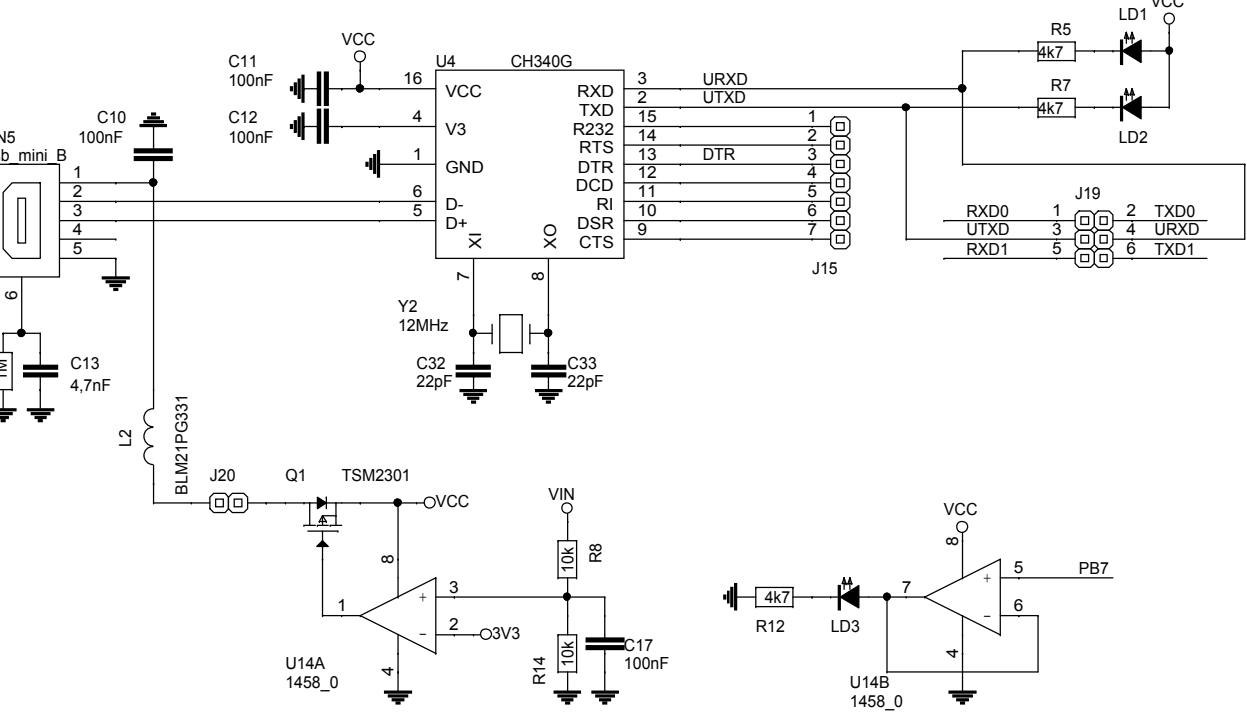 VCC
LD1
R5
4k7
R7
4k7
LD2
VCC
C11
100nF
C12
100nF
C10
100nF
U4
CH340G
16
VCC
4
V3
1
GND
6
D-
5
D+
XI
XO
7
8
RXD
3
URXD
TXD
2
UTXD
R232
15
1
RTS
14
2
DTR
13
DTR
3
DCD
12
4
RI
11
5
DSR
10
6
CTS
9
7
J15
J19
RXD0
1
2
TXD0
UTXD
3
4
URXD
RXD1
5
6
TXD1
N5
b_mini_B
1
2
3
4
5
6
C13
4,7nF
Y2
12MHz
C32
22pF
C33
22pF
L2
BLM21PG331
J20
Q1
TSM2301
VCC
8
1
3
+
2
−
3V3
4
U14A
1458_0
VIN
10k
R8
10k
R14
C17
100nF
VCC
8
5
PB7
+
6
−
7
4
4k7
R12
LD3
U14B
1458_0